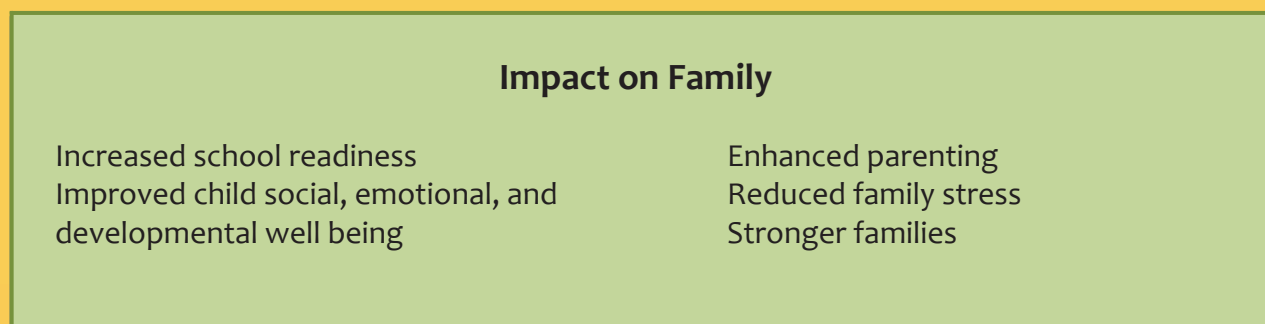 Impact on Family
Increased school readiness
Improved child social, emotional, and
developmental well being
Enhanced parenting
Reduced family stress
Stronger families